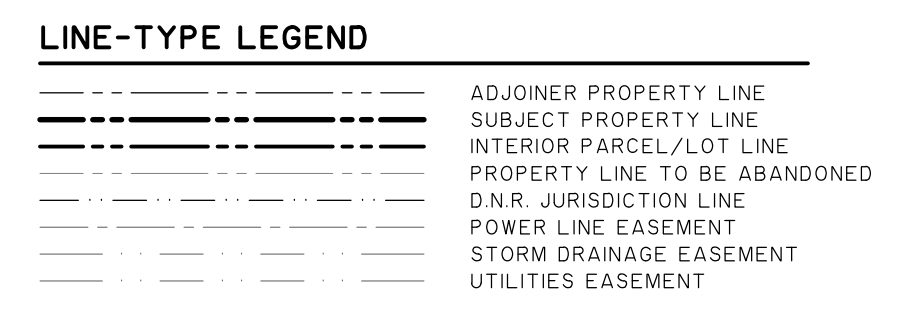 LINE-TYPE LEGEND
ADJOINER PROPERTY LINE
SUBJECT PROPERTY LINE
INTERIOR PARCEL/LOT LINE
PROPERTY LINE TO BE ABANDONED
D.N.R. JURISDICTION LINE
POWER LINE EASEMENT
STORM DRAINAGE EASEMENT
UTILITIES EASEMENT